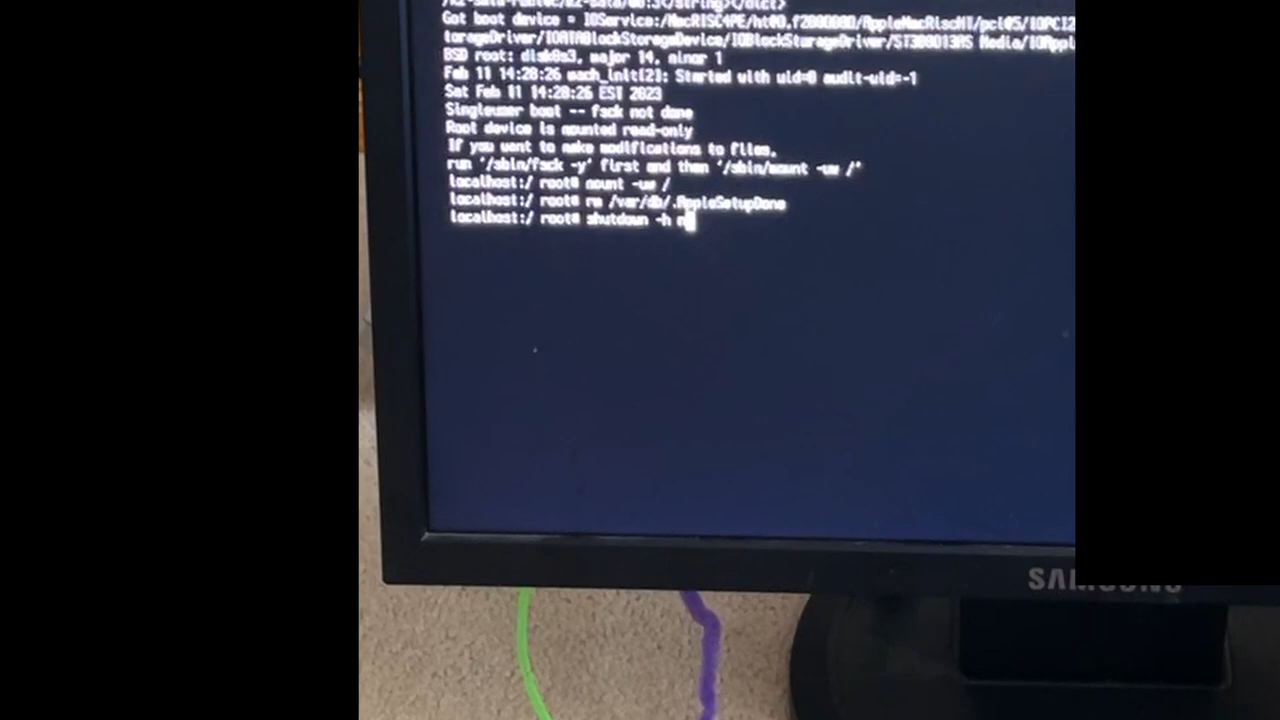 Got boot device = IOService:/MacRISC4PE/ht@0,f2000000/AppleMacRiscHT/pci@5/IOPCI2
torageDriver/IOATABlockStorageDevice/IOBlockStorageDriver/ST380013AS Media/IOAppl
BSD root: disk0s3, major 14, minor 1
Feb 11 14:28:26 mach_init[2]: Started with uid=0 audit-uid=-1
Sat Feb 11 14:28:26 EST 2023
Singleuser boot -- fsck not done
Root device is mounted read-only
If you want to make modifications to files,
run '/sbin/fsck -y' first and then '/sbin/mount -uw /'
localhost:/ root# mount -uw /
localhost:/ root# rm /var/db/.AppleSetupDone
localhost:/ root# shutdown -h n
SAMSUNG